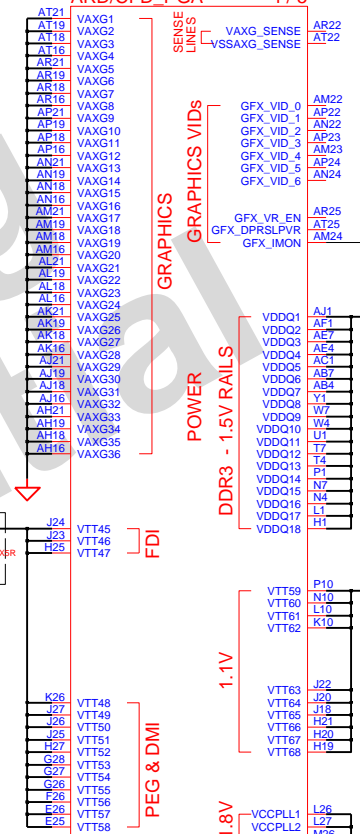 AT21 VAXG1
AT19 VAXG2
AT18 VAXG3
AT16 VAXG4
AR21 VAXG5
AR19 VAXG6
AR18 VAXG7
AR16 VAXG8
AP21 VAXG9
AP19 VAXG10
AP18 VAXG11
AP16 VAXG12
AN21 VAXG13
AN19 VAXG14
AN18 VAXG15
AN16 VAXG16
AM21 VAXG17
AM19 VAXG18
AM18 VAXG19
AM16 VAXG20
AL21 VAXG21
AL19 VAXG22
AL18 VAXG23
AL16 VAXG24
AK21 VAXG25
AK19 VAXG26
AK18 VAXG27
AK16 VAXG28
AJ21 VAXG29
AJ19 VAXG30
AJ18 VAXG31
AJ16 VAXG32
AH21 VAXG33
AH19 VAXG34
AH18 VAXG35
AH16 VAXG36
GRAPHICS
J24 VTT45
J23 VTT46
H25 VTT47
FDI
K26 VTT48
J27 VTT49
J26 VTT50
J25 VTT51
H27 VTT52
G28 VTT53
G27 VTT54
G26 VTT55
F26 VTT56
E26 VTT57
E25 VTT58
PEG & DMI
SENSE
LINES
VAXG_SENSE AR22
VSSAXG_SENSE AT22
GRAPHICS VIDs
GFX_VID_0 AM22
GFX_VID_1 AP22
GFX_VID_2 AN22
GFX_VID_3 AP23
GFX_VID_4 AM23
GFX_VID_5 AP24
GFX_VID_6 AN24
GFX_VR_EN AR25
GFX_DPRSLPVR AT25
GFX_IMON AM24
POWER
DDR3 - 1.5V RAILS
VDDQ1 AJ1
VDDQ2 AF1
VDDQ3 AE7
VDDQ4 AE4
VDDQ5 AC1
VDDQ6 AB7
VDDQ7 AB4
VDDQ8 Y1
VDDQ9 W7
VDDQ10 W4
VDDQ11 U1
VDDQ12 T7
VDDQ13 T4
VDDQ14 P1
VDDQ15 N7
VDDQ16 N4
VDDQ17 L1
VDDQ18 H1
1.1V
VTT59 P10
VTT60 N10
VTT61 L10
VTT62 K10
VTT63 J22
VTT64 J20
VTT65 J18
VTT66 H21
VTT67 H20
VTT68 H19
1.8V
VCCPLL1 L26
VCCPLL2 L27
M26